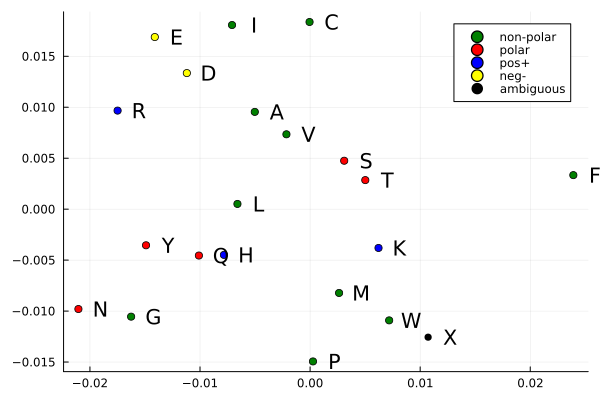 I
C
E
D
R
A
V
S
T
F
L
Y
Q
H
K
N
G
M
W
X
P
non-polar
polar
pos+
neg-
ambiguous
0.015
0.010
0.005
0.000
−0.005
−0.010
−0.015
−0.02
−0.01
0.00
0.01
0.02